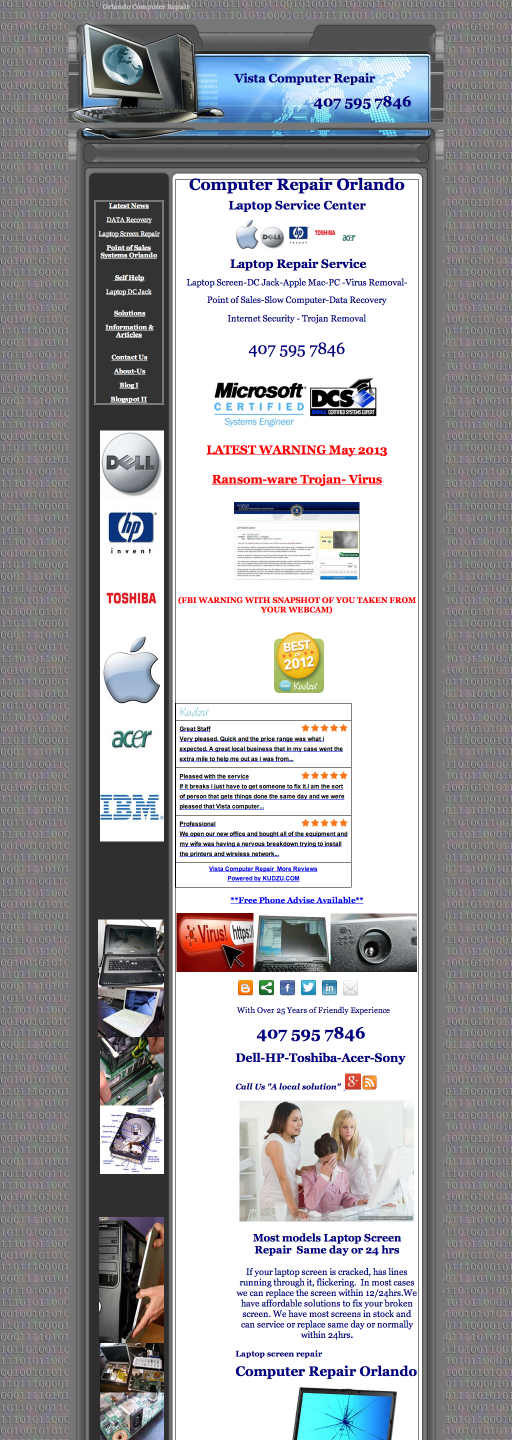 Orlando Computer Repair
Vista Computer Repair
407 595 7846
Latest News
DATA Recovery
Laptop Screen Repair
Point of Sales
Systems Orlando
Self Help
Laptop DC Jack
Solutions
Information &
Articles
Contact Us
About-Us
Blog I
Blogspot II
DELL
hp
invent
TOSHIBA
acer
IBM
Computer Repair Orlando
Laptop Service Center
DELL
hp
invent
TOSHIBA
acer
Laptop Repair Service
Laptop Screen-DC Jack-Apple Mac-PC -Virus Removal-
Point of Sales-Slow Computer-Data Recovery
Internet Security - Trojan Removal
407 595 7846
Microsoft
CERTIFIED
Systems Engineer
DCS
CERTIFIED SYSTEMS EXPERT
LATEST WARNING May 2013
Ransom-ware Trojan- Virus
(FBI WARNING WITH SNAPSHOT OF YOU TAKEN FROM
YOUR WEBCAM)
BEST
OF
2012
Kudzu
Kudzu
Great Staff
Very pleased. Quick and the price range was what i
expected. A great local business that in my case went the
extra mile to help me out as i was from...
Pleased with the service
If it breaks i just have to get someone to fix it.I am the sort
of person that gets things done the same day and we were
pleased that Vista computer...
Professional
We open our new office and bought all of the equipment and
my wife was having a nervous breakdown trying to install
the printers and wireless network...
Vista Computer Repair More Reviews
Powered by KUDZU.COM
**Free Phone Advise Available**
Virus!
https:
With Over 25 Years of Friendly Experience
407 595 7846
Dell-HP-Toshiba-Acer-Sony
Call Us "A local solution"
Most models Laptop Screen
Repair Same day or 24 hrs
If your laptop screen is cracked, has lines
running through it, flickering. In most cases
we can replace the screen within 12/24hrs.We
have affordable solutions to fix your broken
screen. We have most screens in stock and
can service or replace same day or normally
within 24hrs.
Laptop screen repair
Computer Repair Orlando